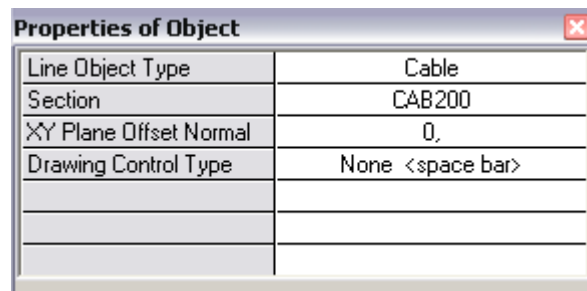 Properties of Object
Line Object Type Cable
Section CAB200
XY Plane Offset Normal 0,
Drawing Control Type None <space bar>